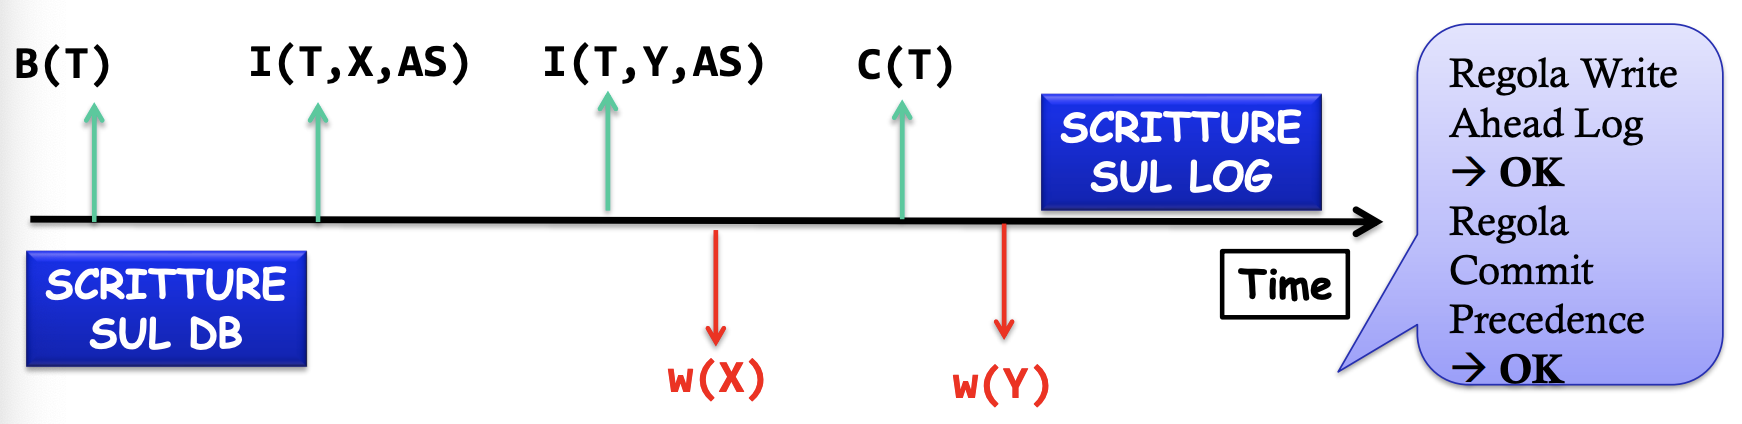 B(T)
I(T,X,AS)
I(T,Y,AS)
C(T)
SCRITTURE
SUL LOG
SCRITTURE
SUL DB
Time
w(X)
w(Y)
Regola Write
Ahead Log
→ OK
Regola
Commit
Precedence
→ OK